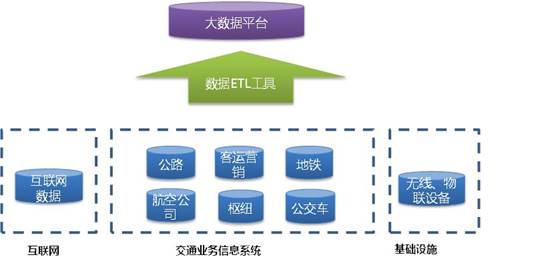 大数据平台
数据ETL工具
互联网
数据
公路
客运营
销
地铁
航空公
司
枢纽
公交车
无线、物
联设备
互联网
交通业务信息系统
基础设施